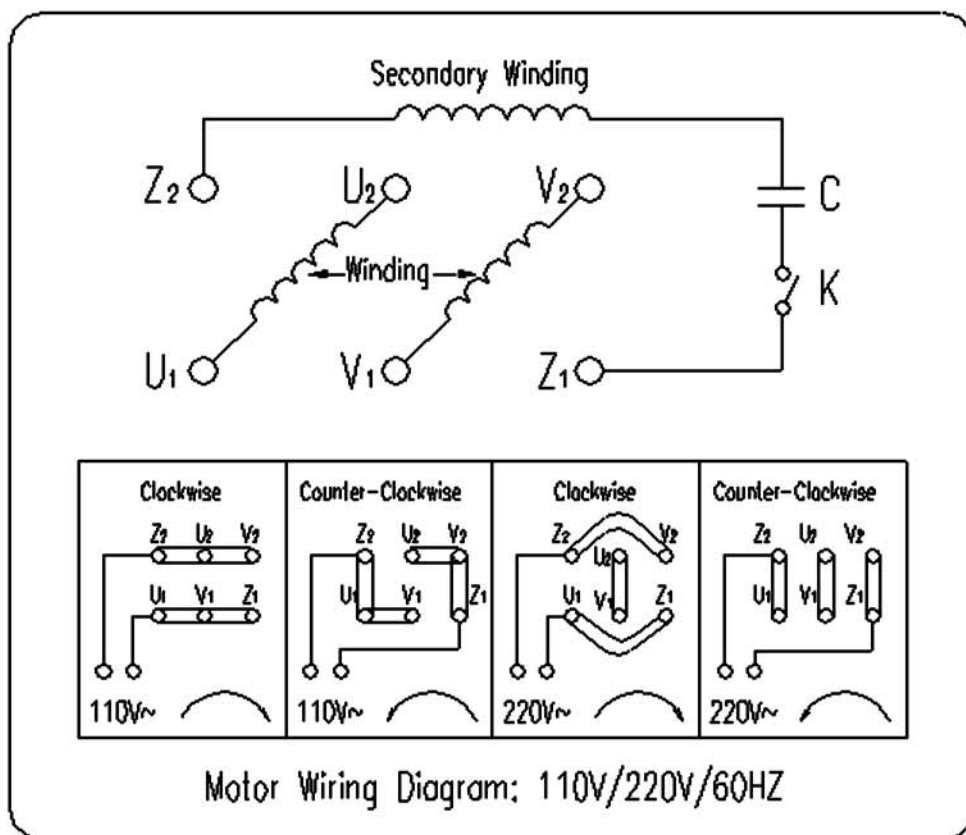 Secondary Winding
Z2 U2 V2 C
Winding K
U1 V1 Z1
Clockwise Counter-Clockwise Clockwise Counter-Clockwise
Z2 U2 V2 Z2 U2 V2 Z2 U2 V2 Z2 U2 V2
U1 V1 Z1 U1 V1 Z1 U1 V1 Z1 U1 V1 Z1
110V~ 110V~ 220V~ 220V~
Motor Wiring Diagram: 110V/220V/60HZ